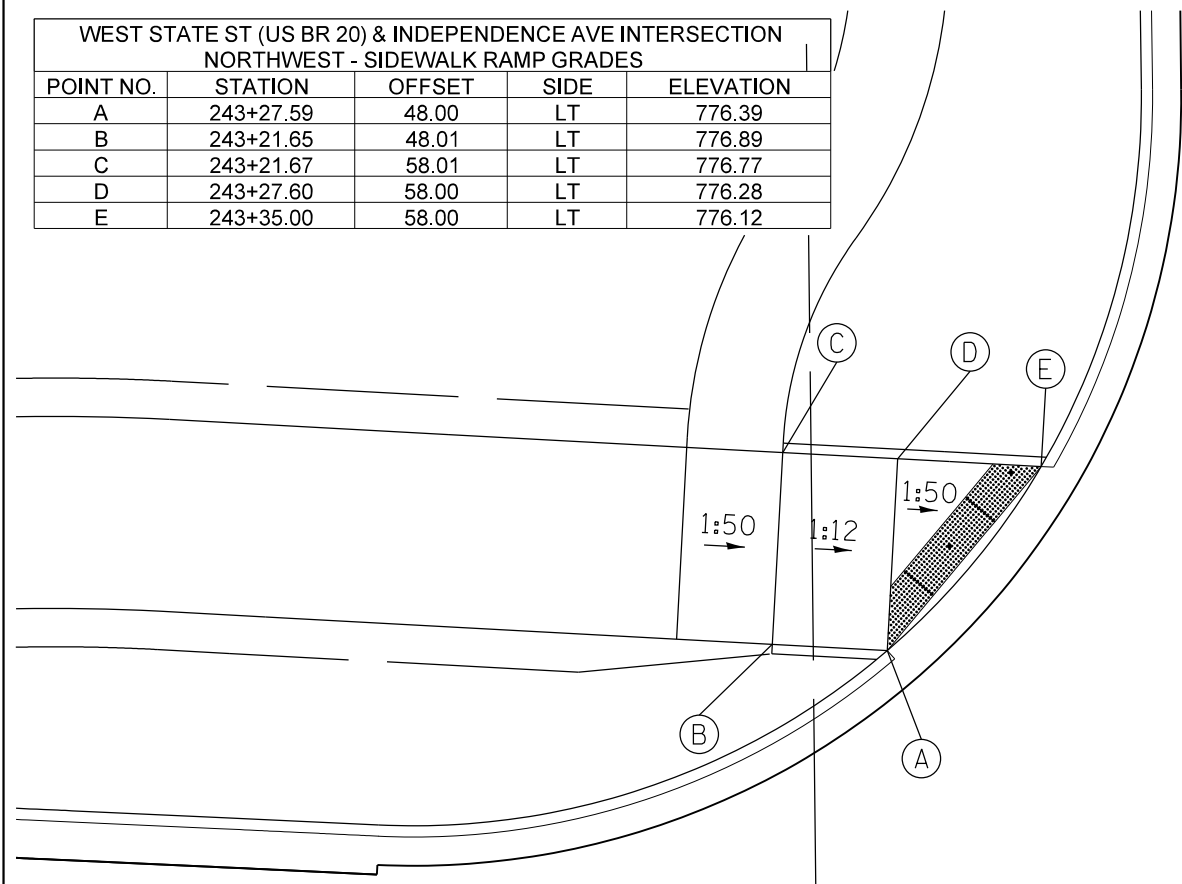 WEST STATE ST (US BR 20) & INDEPENDENCE AVE INTERSECTION
NORTHWEST - SIDEWALK RAMP GRADES
POINT NO. STATION OFFSET SIDE ELEVATION
A 243+27.59 48.00 LT 776.39
B 243+21.65 48.01 LT 776.89
C 243+21.67 58.01 LT 776.77
D 243+27.60 58.00 LT 776.28
E 243+35.00 58.00 LT 776.12
C
D
E
1:50
1:50
1:12
B
A